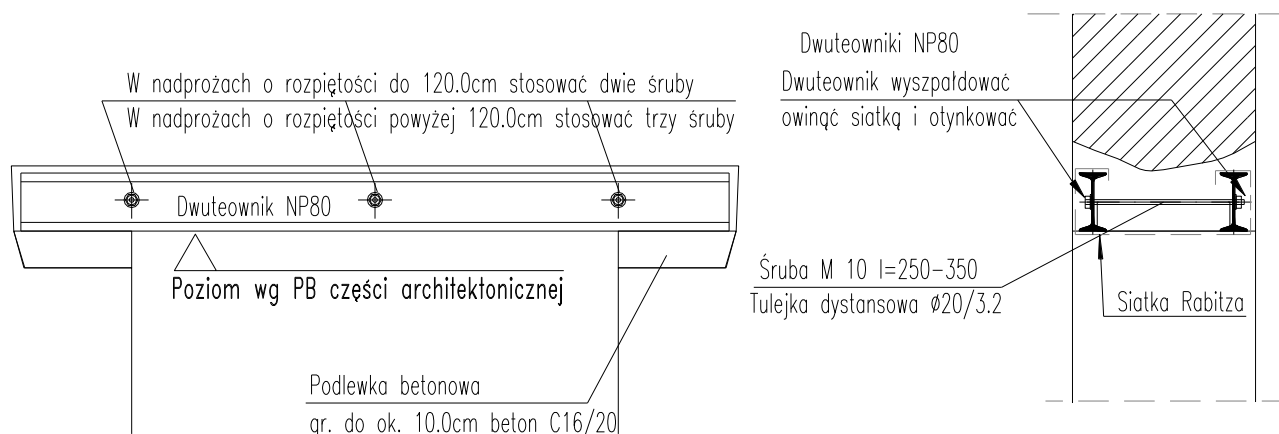 W nadprożach o rozpiętości do 120.0cm stosować dwie śruby
W nadprożach o rozpiętości powyżej 120.0cm stosować trzy śruby
Dwuteownik NP80
Poziom wg PB części architektonicznej
Podlewka betonowa
gr. do ok. 10.0cm beton C16/20
Dwuteowniki NP80
Dwuteownik wyszpałdować
owinąć siatką i otynkować
Śruba M 10 l=250-350
Tulejka dystansowa Ø20/3.2
Siatka Rabitza